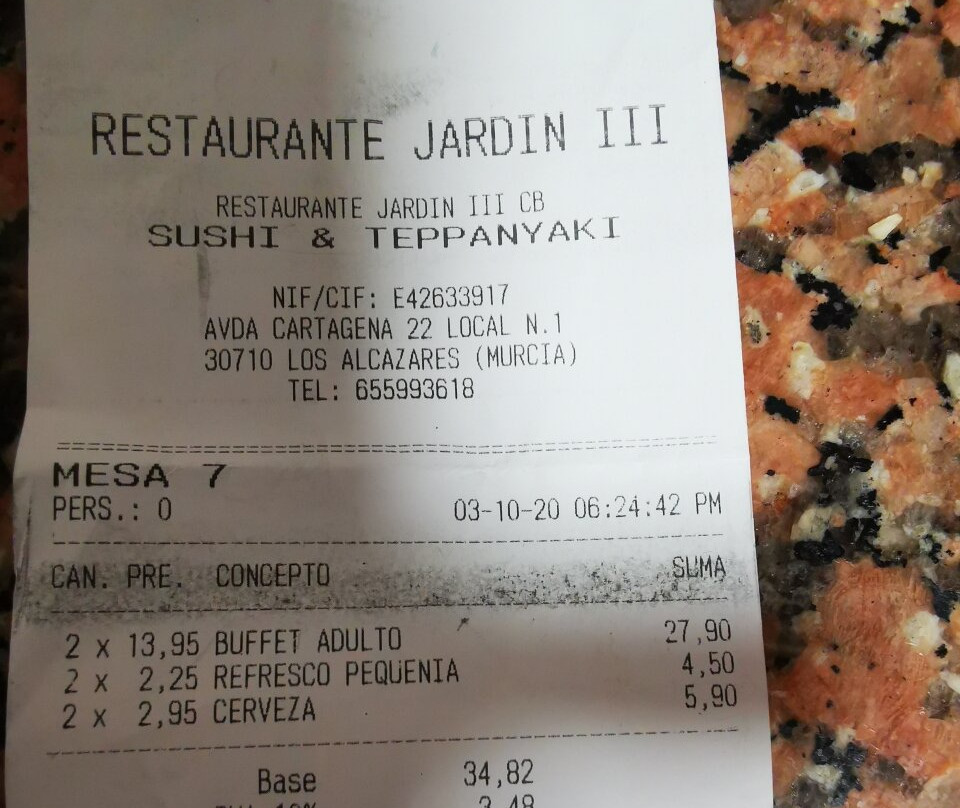 RESTAURANTE JARDIN III
RESTAURANTE JARDIN III CB
SUSHI & TEPPANYAKI
NIF/CIF: E42633917
AVDA CARTAGENA 22 LOCAL N.1
30710 LOS ALCAZARES (MURCIA)
TEL: 655993618
MESA 7
PERS.: 0 03-10-20 06:24:42 PM
CAN. PRE. CONCEPTO SUMA
2 x 13,95 BUFFET ADULTO 27,90
2 x 2,25 REFRESCO PEQUENIA 4,50
2 x 2,95 CERVEZA 5,90
Base 34,82
10% 3,48